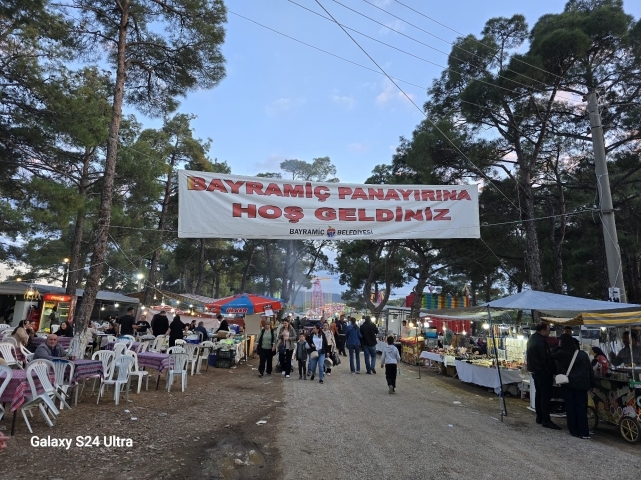 BAYRAMİÇ PANAYIRINA
HOŞ GELDİNİZ
BAYRAMİÇ BELEDİYESİ
Galaxy S24 Ultra